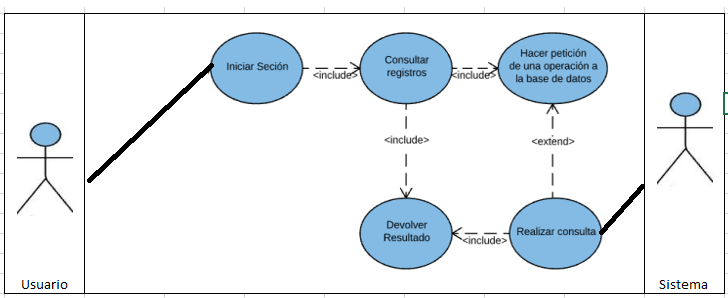 Iniciar Seción
<include>
Consultar
registros
<include>
Hacer petición
de una operación a
la base de datos
<include>
<extend>
Devolver
Resultado
<include>
Realizar consulta
Usuario
Sistema